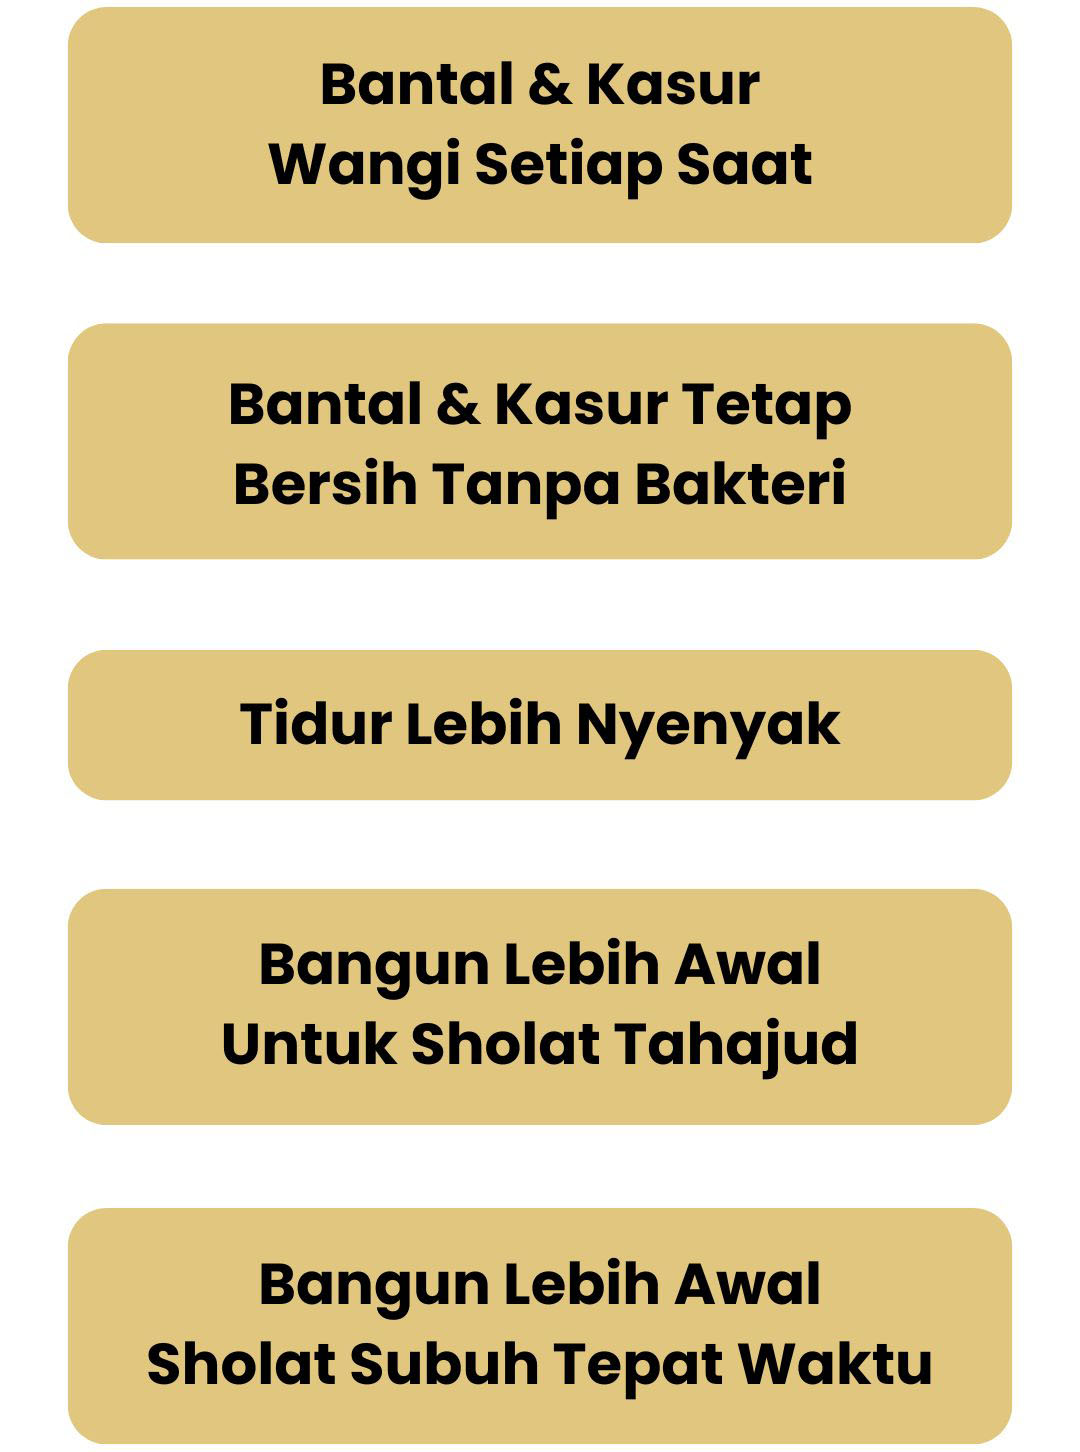 Bantal & Kasur
Wangi Setiap Saat
Bantal & Kasur Tetap
Bersih Tanpa Bakteri
Tidur Lebih Nyenyak
Bangun Lebih Awal
Untuk Sholat Tahajud
Bangun Lebih Awal
Sholat Subuh Tepat Waktu